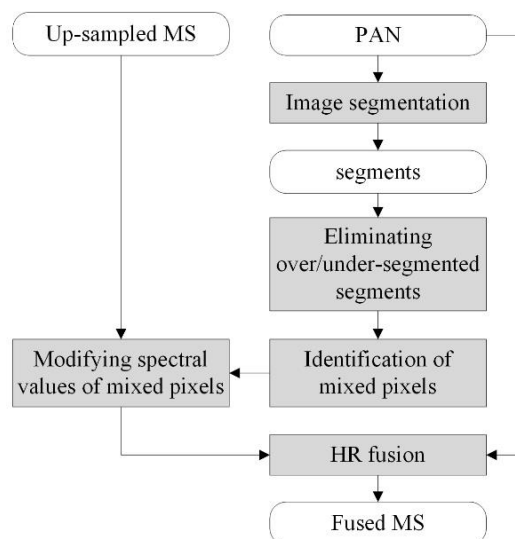 Up-sampled MS
PAN
Image segmentation
segments
Eliminating
over/under-segmented
segments
Modifying spectral
values of mixed pixels
Identification of
mixed pixels
HR fusion
Fused MS